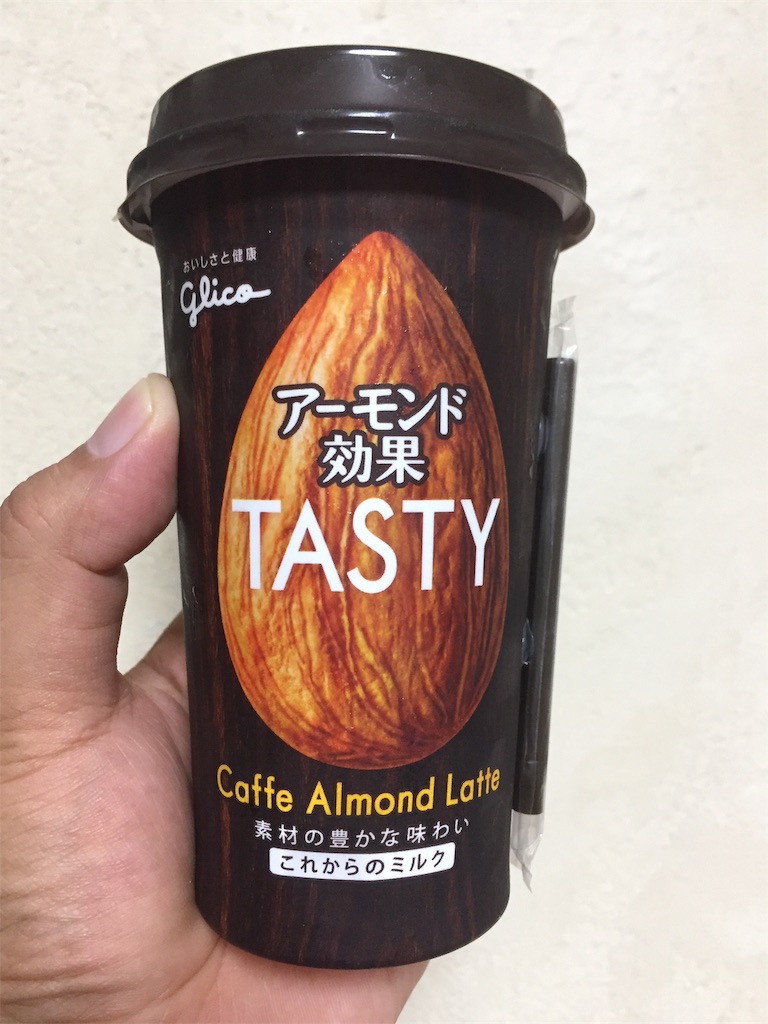 おいしさと健康
glico
アーモンド
効果
TASTY
Caffe Almond Latte
素材の豊かな味わい
これからのミルク